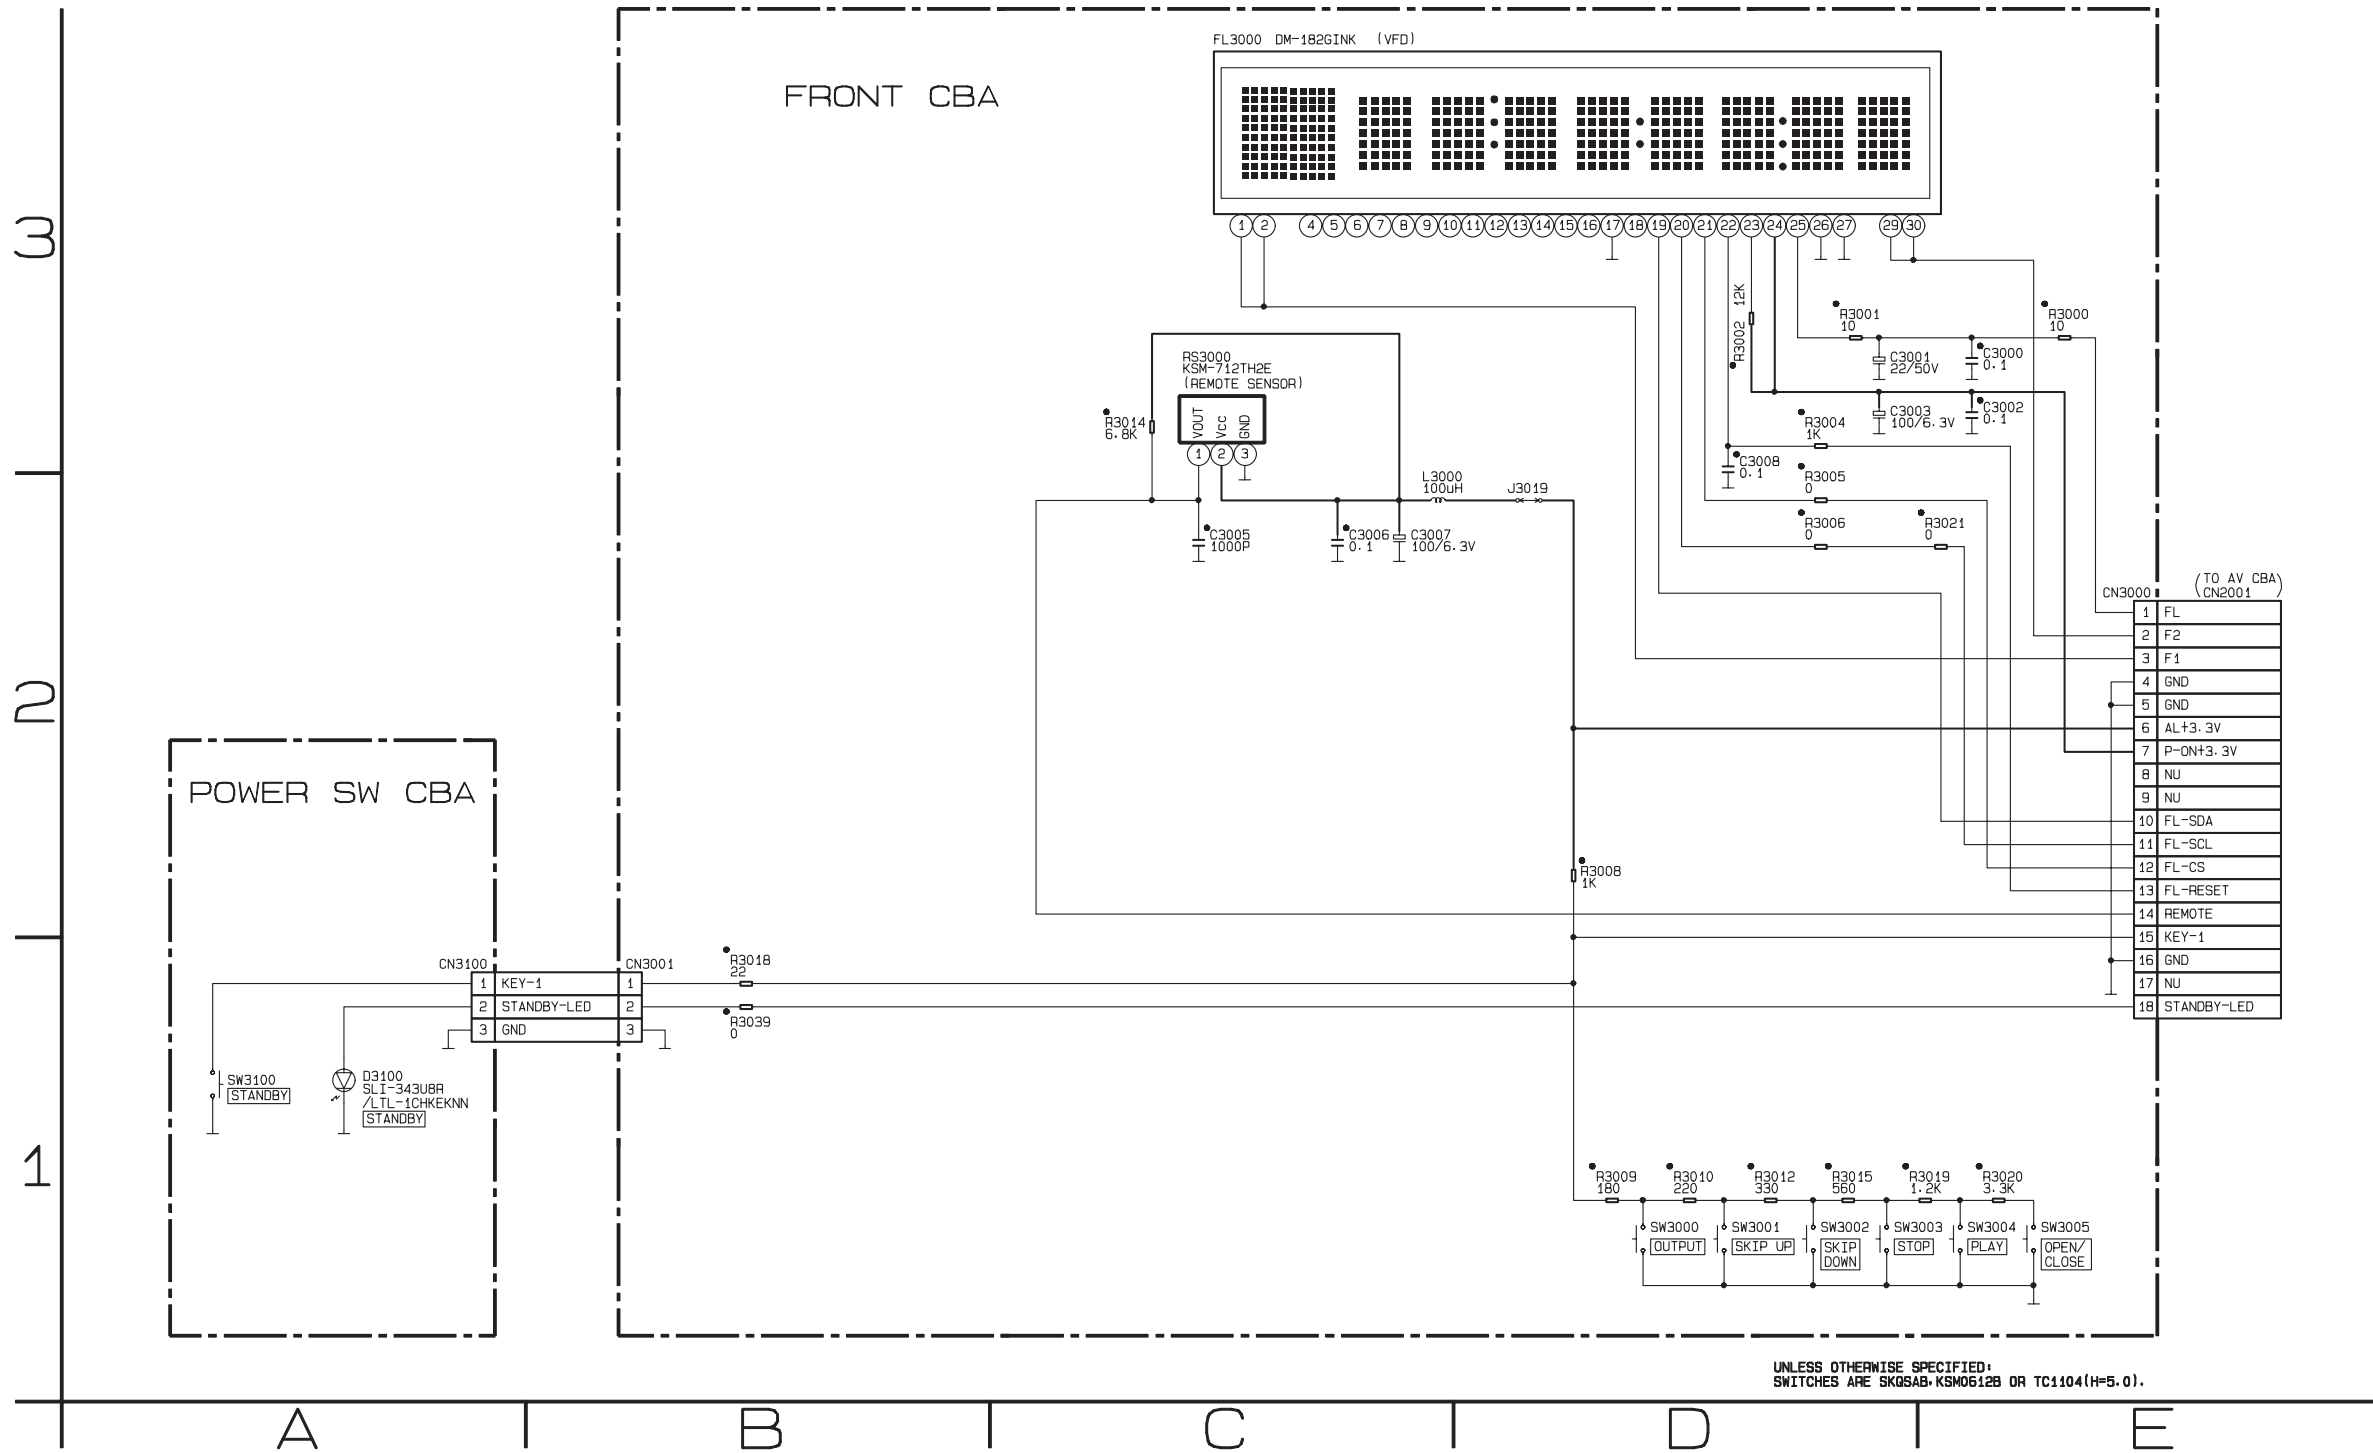 FL3000 DM-182GINK (VFD)
FRONT CBA
1 2 4 5 6 7 8 9 10 11 12 13 14 15 16 17 18 19 20 21 22 23 24 25 26 27 29 30
3
R3002 12K
R3001
10
R3000
10
C3001
22/50V
C3000
0.1
RS3000
KSM-712TH2E
(REMOTE SENSOR)
VOUT
Vcc
GND
1 2 3
R3014
6.8K
C3003
100/6.3V
C3002
0.1
R3004
1K
C3008
0.1
R3005
0
R3006
0
R3021
0
L3000
100uH
J3019
C3005
1000P
C3006
0.1
C3007
100/6.3V
CN3000
(TO AV CBA)
CN2001
1 FL
2 F2
3 F1
4 GND
5 GND
6 AL+3.3V
7 P-ON+3.3V
8 NU
9 NU
10 FL-SDA
11 FL-SCL
12 FL-CS
13 FL-RESET
14 REMOTE
15 KEY-1
16 GND
17 NU
18 STANDBY-LED
2
POWER SW CBA
R3008
1K
CN3100
CN3001
1 KEY-1 1
2 STANDBY-LED 2
3 GND 3
R3018
22
R3039
0
SW3100
STANDBY
D3100
SLI-343U8R
/LTL-1CHKEKNN
STANDBY
1
R3009
180
R3010
220
R3012
330
R3015
560
R3019
1.2K
R3020
3.3K
SW3000
OUTPUT
SW3001
SKIP UP
SW3002
SKIP
DOWN
SW3003
STOP
SW3004
PLAY
SW3005
OPEN/
CLOSE
UNLESS OTHERWISE SPECIFIED:
SWITCHES ARE SKQSAB,KSM0612B OR TC1104(H=5.0).
A B C D E